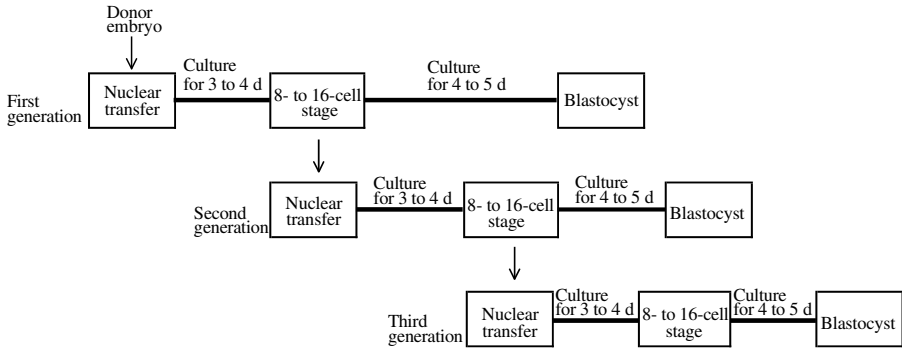 Donor
embryo
Culture
for 3 to 4 d
Culture
for 4 to 5 d
First
generation
Nuclear
transfer
8- to 16-cell
stage
Blastocyst
Culture
for 3 to 4 d
Culture
for 4 to 5 d
Second
generation
Nuclear
transfer
8- to 16-cell
stage
Blastocyst
Culture
for 3 to 4 d
Culture
for 4 to 5 d
Third
generation
Nuclear
transfer
8- to 16-cell
stage
Blastocyst